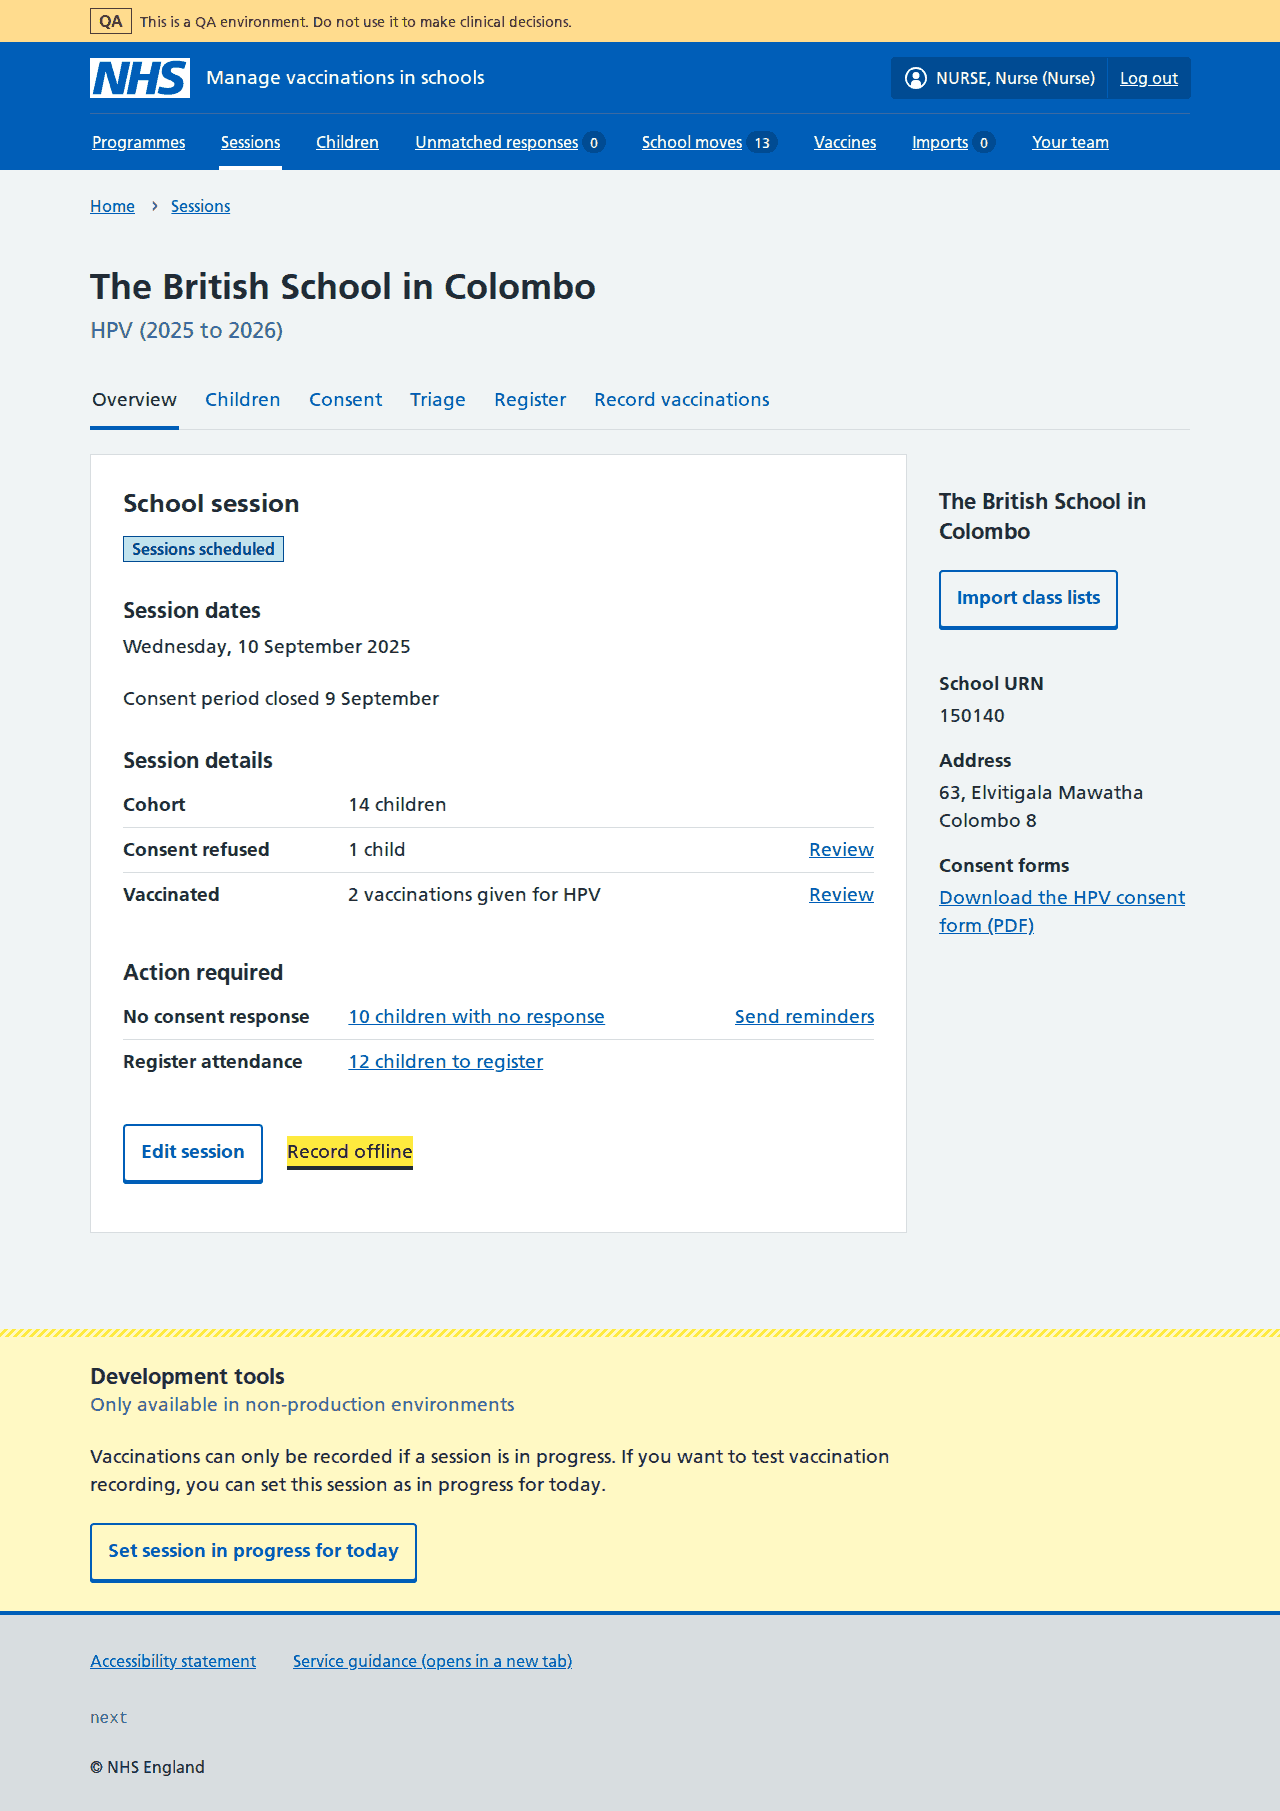 QA This is a QA environment. Do not use it to make clinical decisions.
NHS Manage vaccinations in schools NURSE, Nurse (Nurse) Log out
Programmes Sessions Children Unmatched responses 0 School moves 13 Vaccines Imports 0 Your team
Home › Sessions
The British School in Colombo
HPV (2025 to 2026)
Overview Children Consent Triage Register Record vaccinations
School session
Sessions scheduled
Session dates
Wednesday, 10 September 2025
Consent period closed 9 September
Session details
Cohort 14 children
Consent refused 1 child Review
Vaccinated 2 vaccinations given for HPV Review
Action required
No consent response 10 children with no response Send reminders
Register attendance 12 children to register
Edit session Record offline
The British School in
Colombo
Import class lists
School URN
150140
Address
63, Elvitigala Mawatha
Colombo 8
Consent forms
Download the HPV consent
form (PDF)
Development tools
Only available in non-production environments
Vaccinations can only be recorded if a session is in progress. If you want to test vaccination
recording, you can set this session as in progress for today.
Set session in progress for today
Accessibility statement Service guidance (opens in a new tab)
next
© NHS England